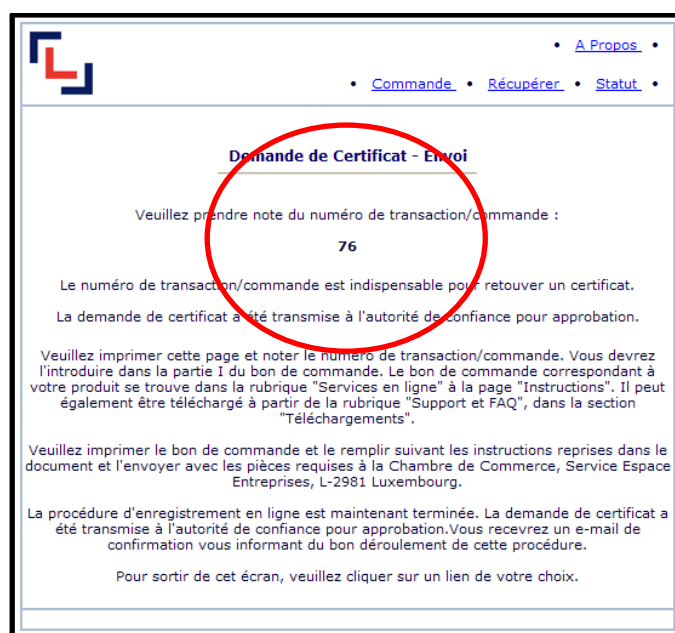 • A Propos •
• Commande • Récupérer • Statut •
Demande de Certificat - Envoi
Veuillez prendre note du numéro de transaction/commande :
76
Le numéro de transaction/commande est indispensable pour retouver un certificat.
La demande de certificat a été transmise à l'autorité de confiance pour approbation.
Veuillez imprimer cette page et noter le numéro de transaction/commande. Vous devrez
l'introduire dans la partie I du bon de commande. Le bon de commande correspondant à
votre produit se trouve dans la rubrique "Services en ligne" à la page "Instructions". Il peut
également être téléchargé à partir de la rubrique "Support et FAQ", dans la section
"Téléchargements".
Veuillez imprimer le bon de commande et le remplir suivant les instructions reprises dans le
document et l'envoyer avec les pièces requises à la Chambre de Commerce, Service Espace
Entreprises, L-2981 Luxembourg.
La procédure d'enregistrement en ligne est maintenant terminée. La demande de certificat a
été transmise à l'autorité de confiance pour approbation.Vous recevrez un e-mail de
confirmation vous informant du bon déroulement de cette procédure.
Pour sortir de cet écran, veuillez cliquer sur un lien de votre choix.